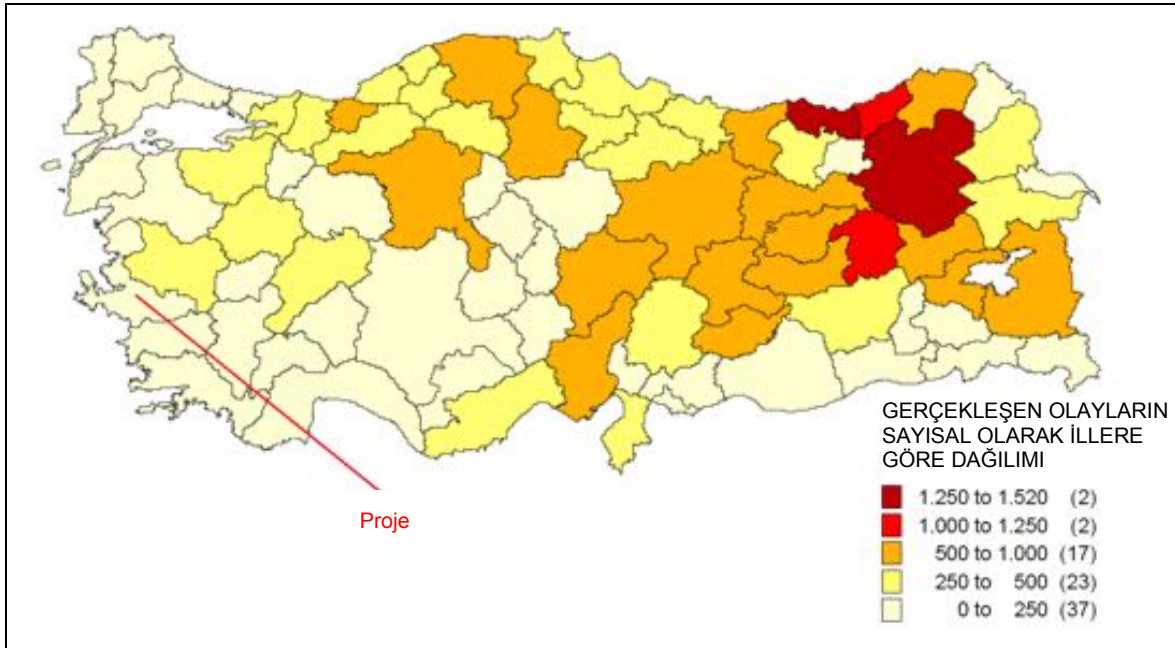 Proje
GERÇEKLEŞEN OLAYLARIN
SAYISAL OLARAK İLLERE
GÖRE DAĞILIMI
1.250 to 1.520 (2)
1.000 to 1.250 (2)
500 to 1.000 (17)
250 to 500 (23)
0 to 250 (37)